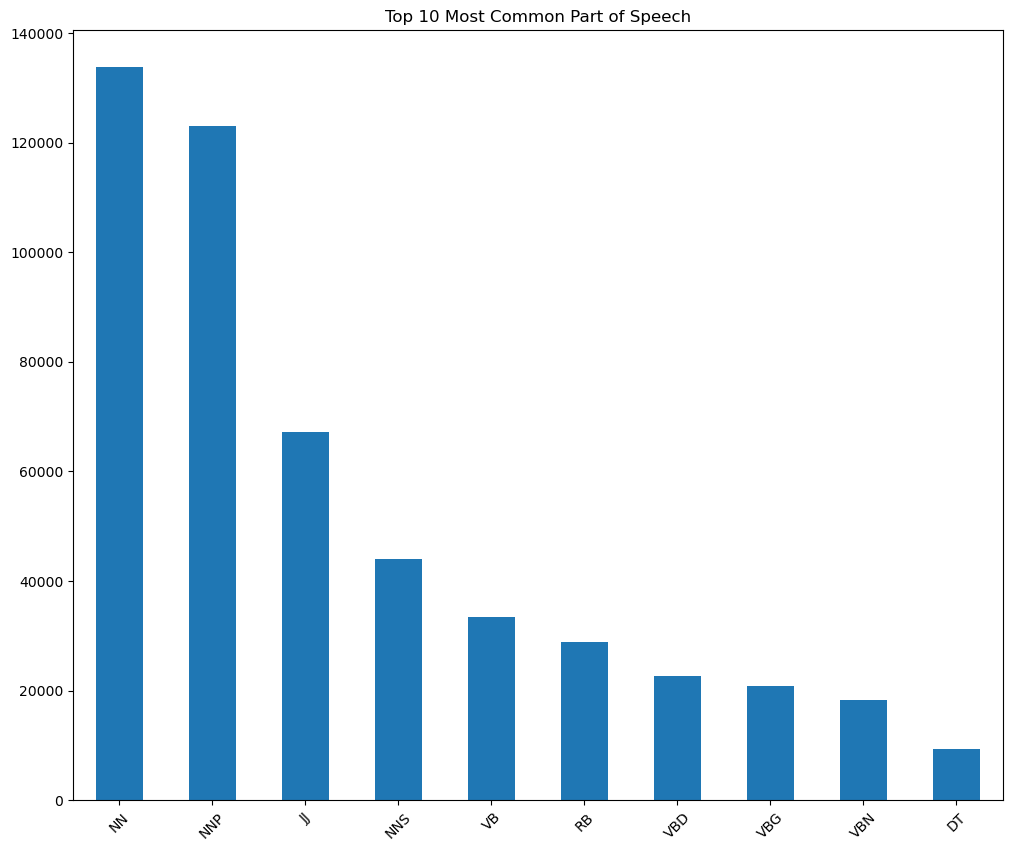 Top 10 Most Common Part of Speech
140000
120000
100000
80000
60000
40000
20000
0
NN
NNP
JJ
NNS
VB
RB
VBD
VBG
VBN
DT